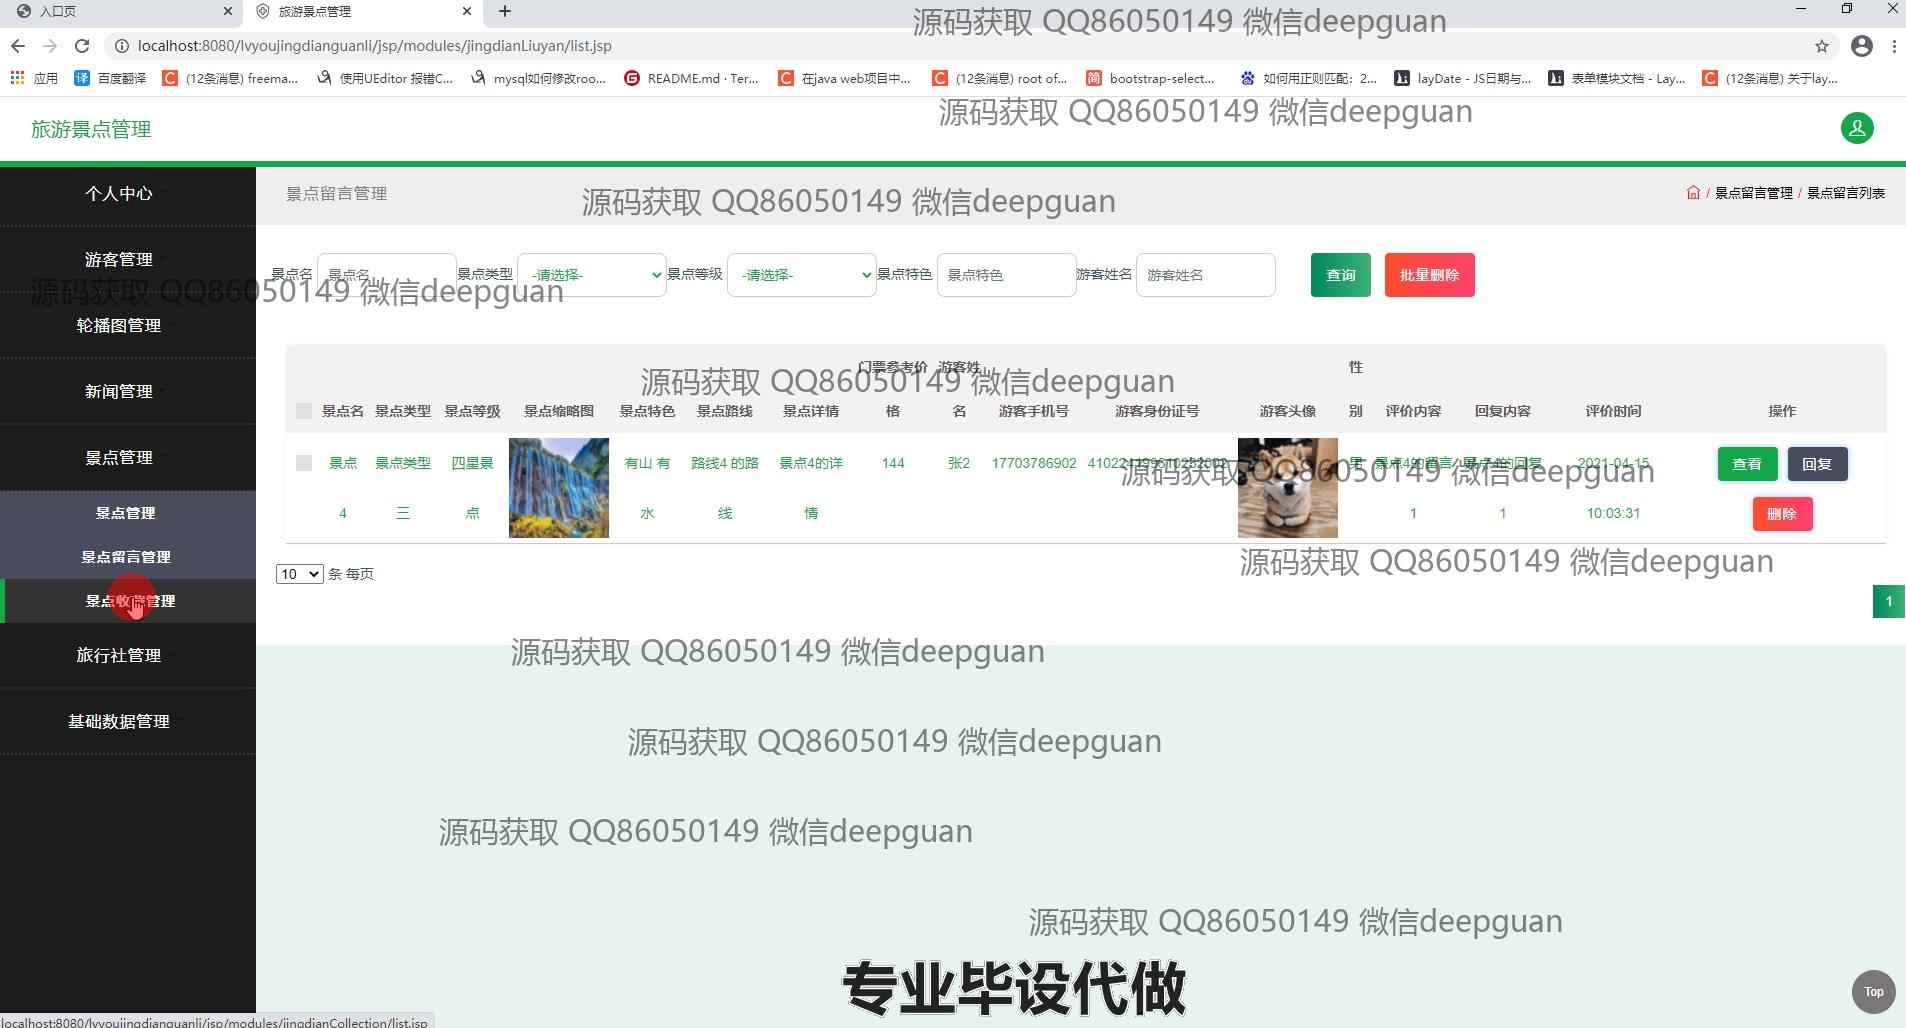 入口页
旅游景点管理
源码获取 QQ86050149 微信deepguan
localhost:8080/lvyoujingdianguanli/jsp/modules/jingdianLiuyan/list.jsp
应用 百度翻译 (12条消息) freema... 使用UEditor 报错C... mysql如何修改roo... README.md · Ter... 在java web项目中... (12条消息) root of... bootstrap-select... 如何用正则匹配：2... layDate - JS日期与... 表单模块文档 - Lay... (12条消息) 关于lay...
源码获取 QQ86050149 微信deepguan
旅游景点管理
个人中心
景点留言管理
源码获取 QQ86050149 微信deepguan
/ 景点留言管理 / 景点留言列表
游客管理
景点名 景点名 景点类型 -请选择- 景点等级 -请选择- 景点特色 景点特色 游客姓名 游客姓名 查询 批量删除
源码获取 QQ86050149 微信deepguan
轮播图管理
新闻管理
景点管理
景点管理
景点留言管理
景点收藏管理
旅行社管理
基础数据管理
门票参考价 游客姓 性
源码获取 QQ86050149 微信deepguan
景点名 景点类型 景点等级 景点缩略图 景点特色 景点路线 景点详情 格 名 游客手机号 游客身份证号 游客头像 别 评价内容 回复内容 评价时间 操作
景点 景点类型 四星景 有山 有 路线4 的路 景点4的详 144 张2 17703786902 男 景点4的留言 景点4的回复 2021-04-15 查看 回复
源码获取 QQ86050149 微信deepguan
4 三 点 水 线 情 1 1 10:03:31 删除
源码获取 QQ86050149 微信deepguan
10 条 每页
1
源码获取 QQ86050149 微信deepguan
源码获取 QQ86050149 微信deepguan
源码获取 QQ86050149 微信deepguan
源码获取 QQ86050149 微信deepguan
专业毕设代做
Top
localhost:8080/lvyoujingdianguanli/jsp/modules/jingdianCollection/list.jsp